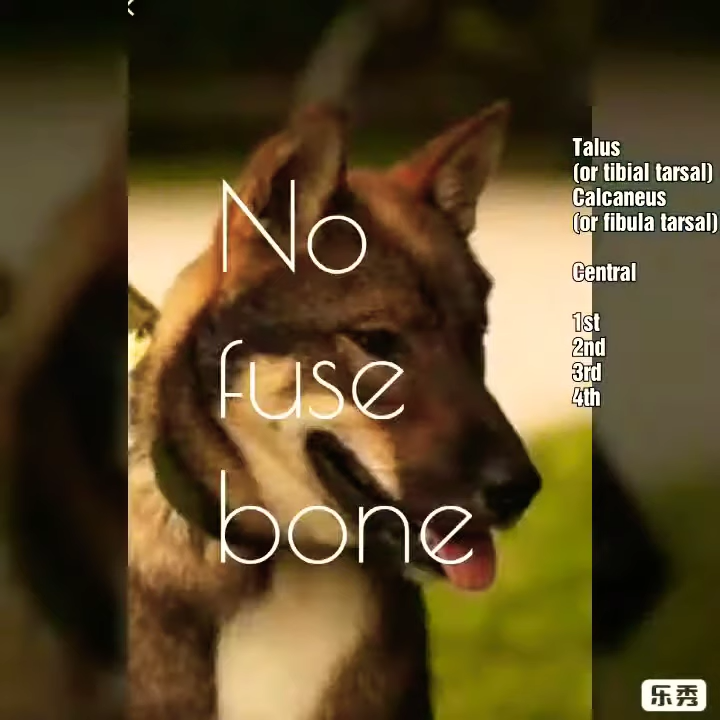 No
fuse
bone
Talus
(or tibial tarsal)
Calcaneus
(or fibula tarsal)
Central
1st
2nd
3rd
4th
乐秀